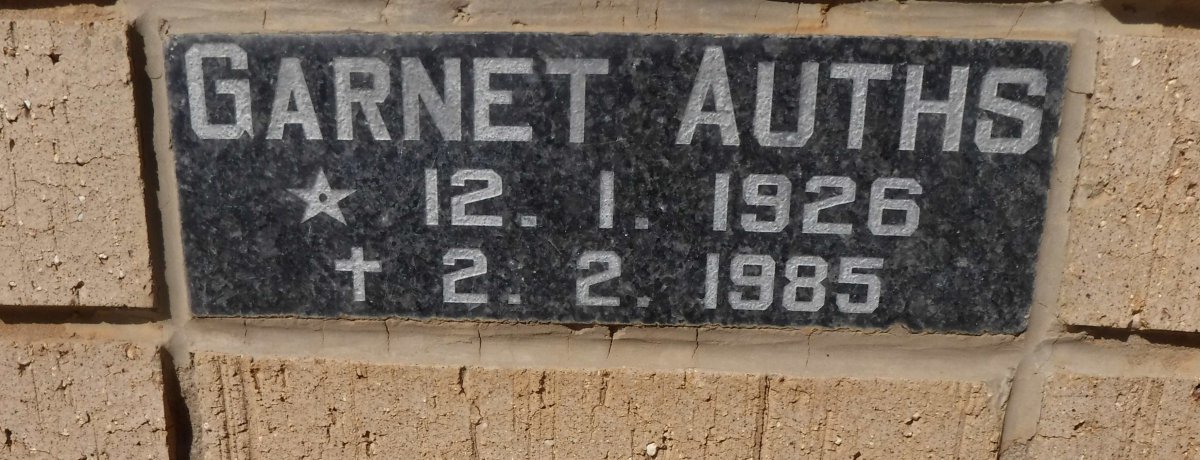 GARNET AUTHS
★ 12. 1. 1926
✝ 2. 2. 1985